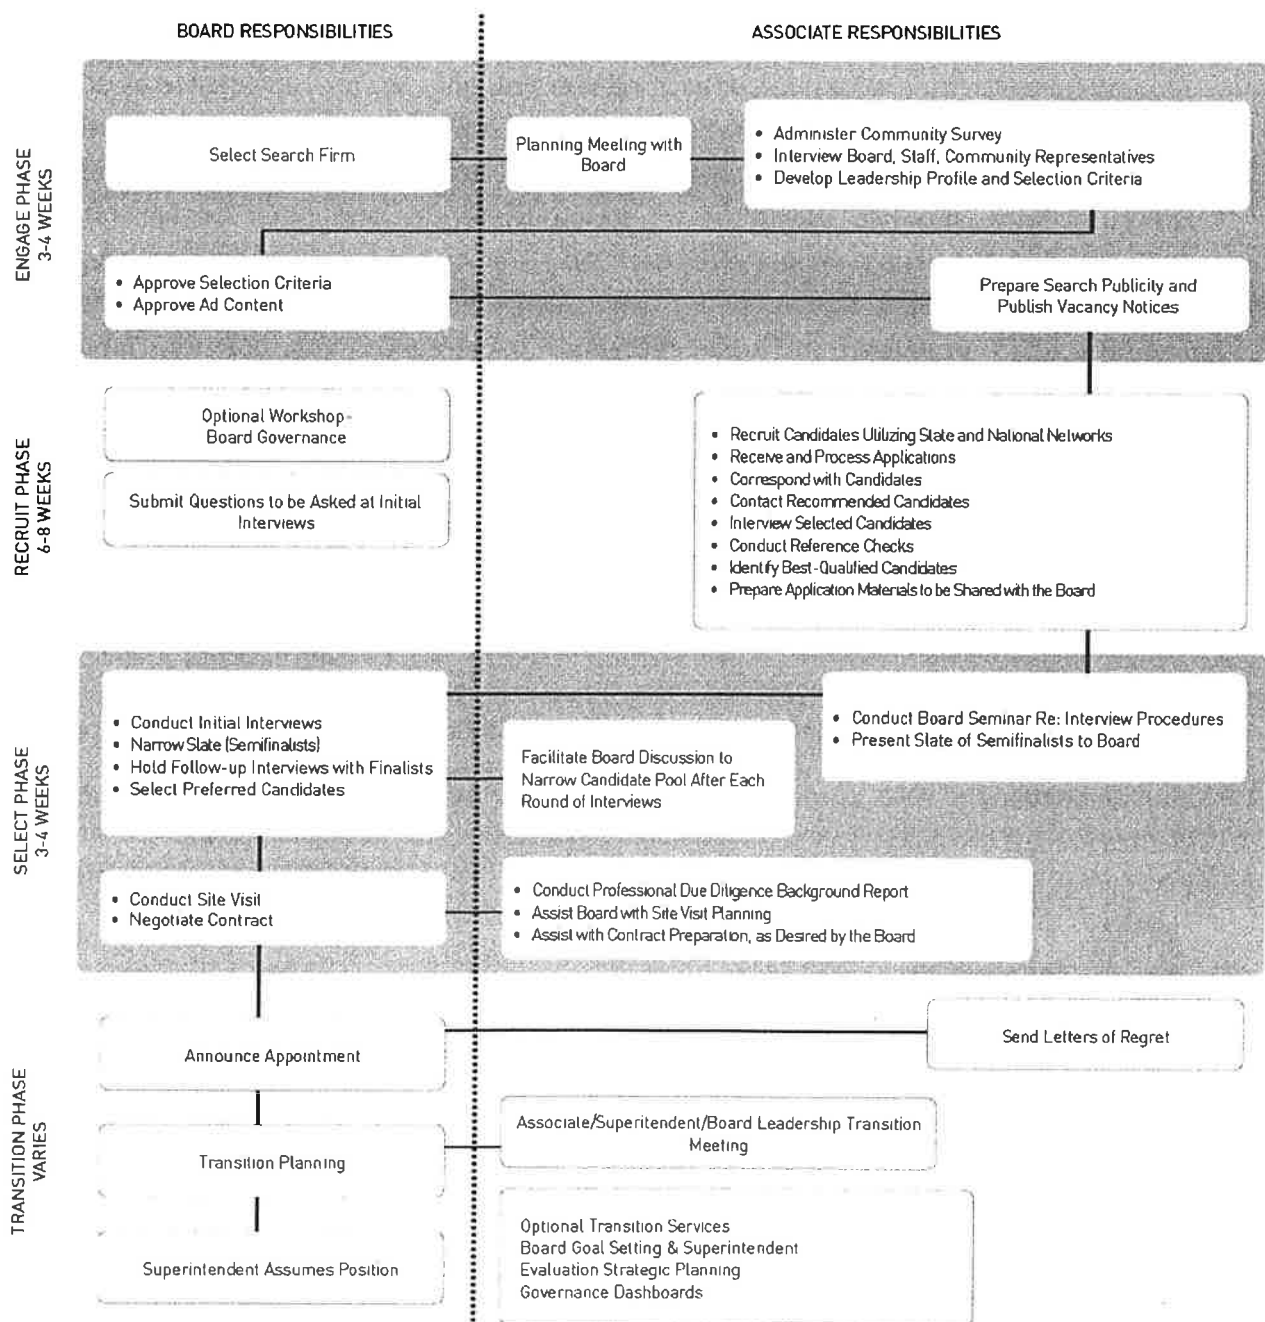 BOARD RESPONSIBILITIES
ASSOCIATE RESPONSIBILITIES
ENGAGE PHASE
3-4 WEEKS
Select Search Firm
Planning Meeting with
Board
• Administer Community Survey
• Interview Board, Staff, Community Representatives
• Develop Leadership Profile and Selection Criteria
• Approve Selection Criteria
• Approve Ad Content
Prepare Search Publicity and
Publish Vacancy Notices
RECRUIT PHASE
6-8 WEEKS
Optional Workshop-
Board Governance
Submit Questions to be Asked at Initial
Interviews
• Recruit Candidates Utilizing State and National Networks
• Receive and Process Applications
• Correspond with Candidates
• Contact Recommended Candidates
• Interview Selected Candidates
• Conduct Reference Checks
• Identify Best-Qualified Candidates
• Prepare Application Materials to be Shared with the Board
SELECT PHASE
3-4 WEEKS
• Conduct Initial Interviews
• Narrow Slate (Semifinalists)
• Hold Follow-up Interviews with Finalists
• Select Preferred Candidates
Facilitate Board Discussion to
Narrow Candidate Pool After Each
Round of Interviews
• Conduct Board Seminar Re: Interview Procedures
• Present Slate of Semifinalists to Board
• Conduct Site Visit
• Negotiate Contract
• Conduct Professional Due Diligence Background Report
• Assist Board with Site Visit Planning
• Assist with Contract Preparation, as Desired by the Board
TRANSITION PHASE
VARIES
Announce Appointment
Send Letters of Regret
Transition Planning
Associate/Superitendent/Board Leadership Transition
Meeting
Superintendent Assumes Position
Optional Transition Services
Board Goal Setting & Superintendent
Evaluation Strategic Planning
Governance Dashboards